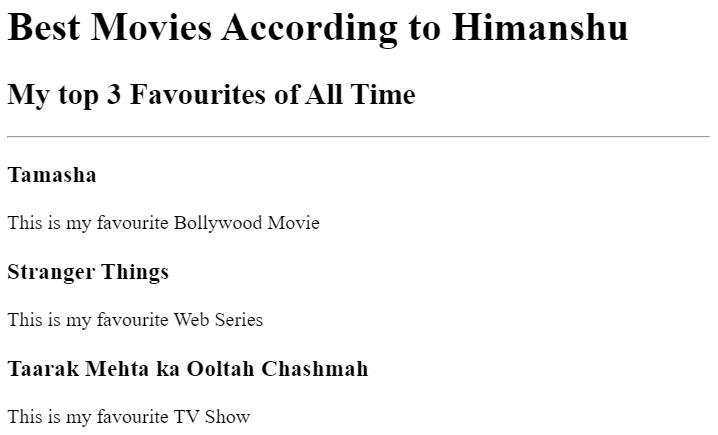 Best Movies According to Himanshu
My top 3 Favourites of All Time
Tamasha
This is my favourite Bollywood Movie
Stranger Things
This is my favourite Web Series
Taarak Mehta ka Ooltah Chashmah
This is my favourite TV Show